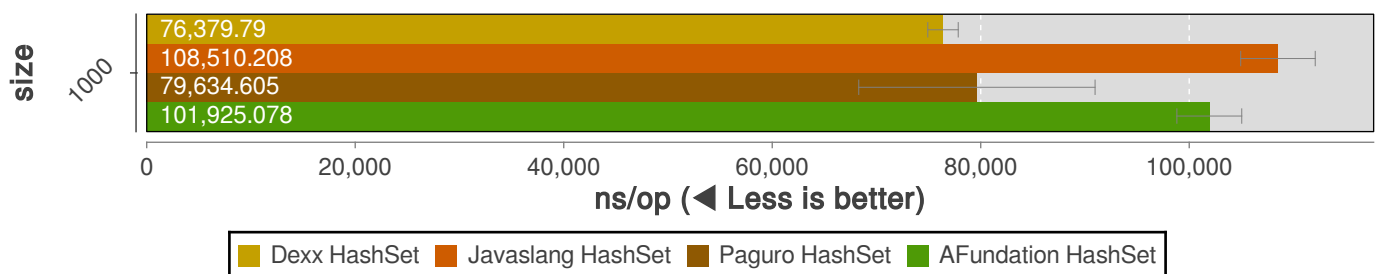 76,379.79
108,510.208
79,634.605
101,925.078
size
1000
0 20,000 40,000 60,000 80,000 100,000
ns/op (◀ Less is better)
Dexx HashSet Javaslang HashSet Paguro HashSet AFundation HashSet